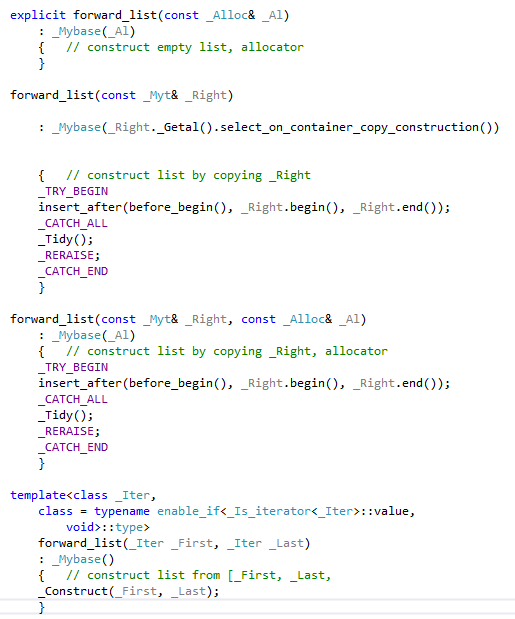 explicit forward_list(const _Alloc& _Al)
    : _Mybase(_Al)
    {   // construct empty list, allocator
    }

forward_list(const _Myt& _Right)

    : _Mybase(_Right._Getal().select_on_container_copy_construction())


    {   // construct list by copying _Right
    _TRY_BEGIN
    insert_after(before_begin(), _Right.begin(), _Right.end());
    _CATCH_ALL
    _Tidy();
    _RERAISE;
    _CATCH_END
    }

forward_list(const _Myt& _Right, const _Alloc& _Al)
    : _Mybase(_Al)
    {   // construct list by copying _Right, allocator
    _TRY_BEGIN
    insert_after(before_begin(), _Right.begin(), _Right.end());
    _CATCH_ALL
    _Tidy();
    _RERAISE;
    _CATCH_END
    }

template<class _Iter,
    class = typename enable_if<_Is_iterator<_Iter>::value,
        void>::type>
    forward_list(_Iter _First, _Iter _Last)
    : _Mybase()
    {   // construct list from [_First, _Last,
    _Construct(_First, _Last);
    }